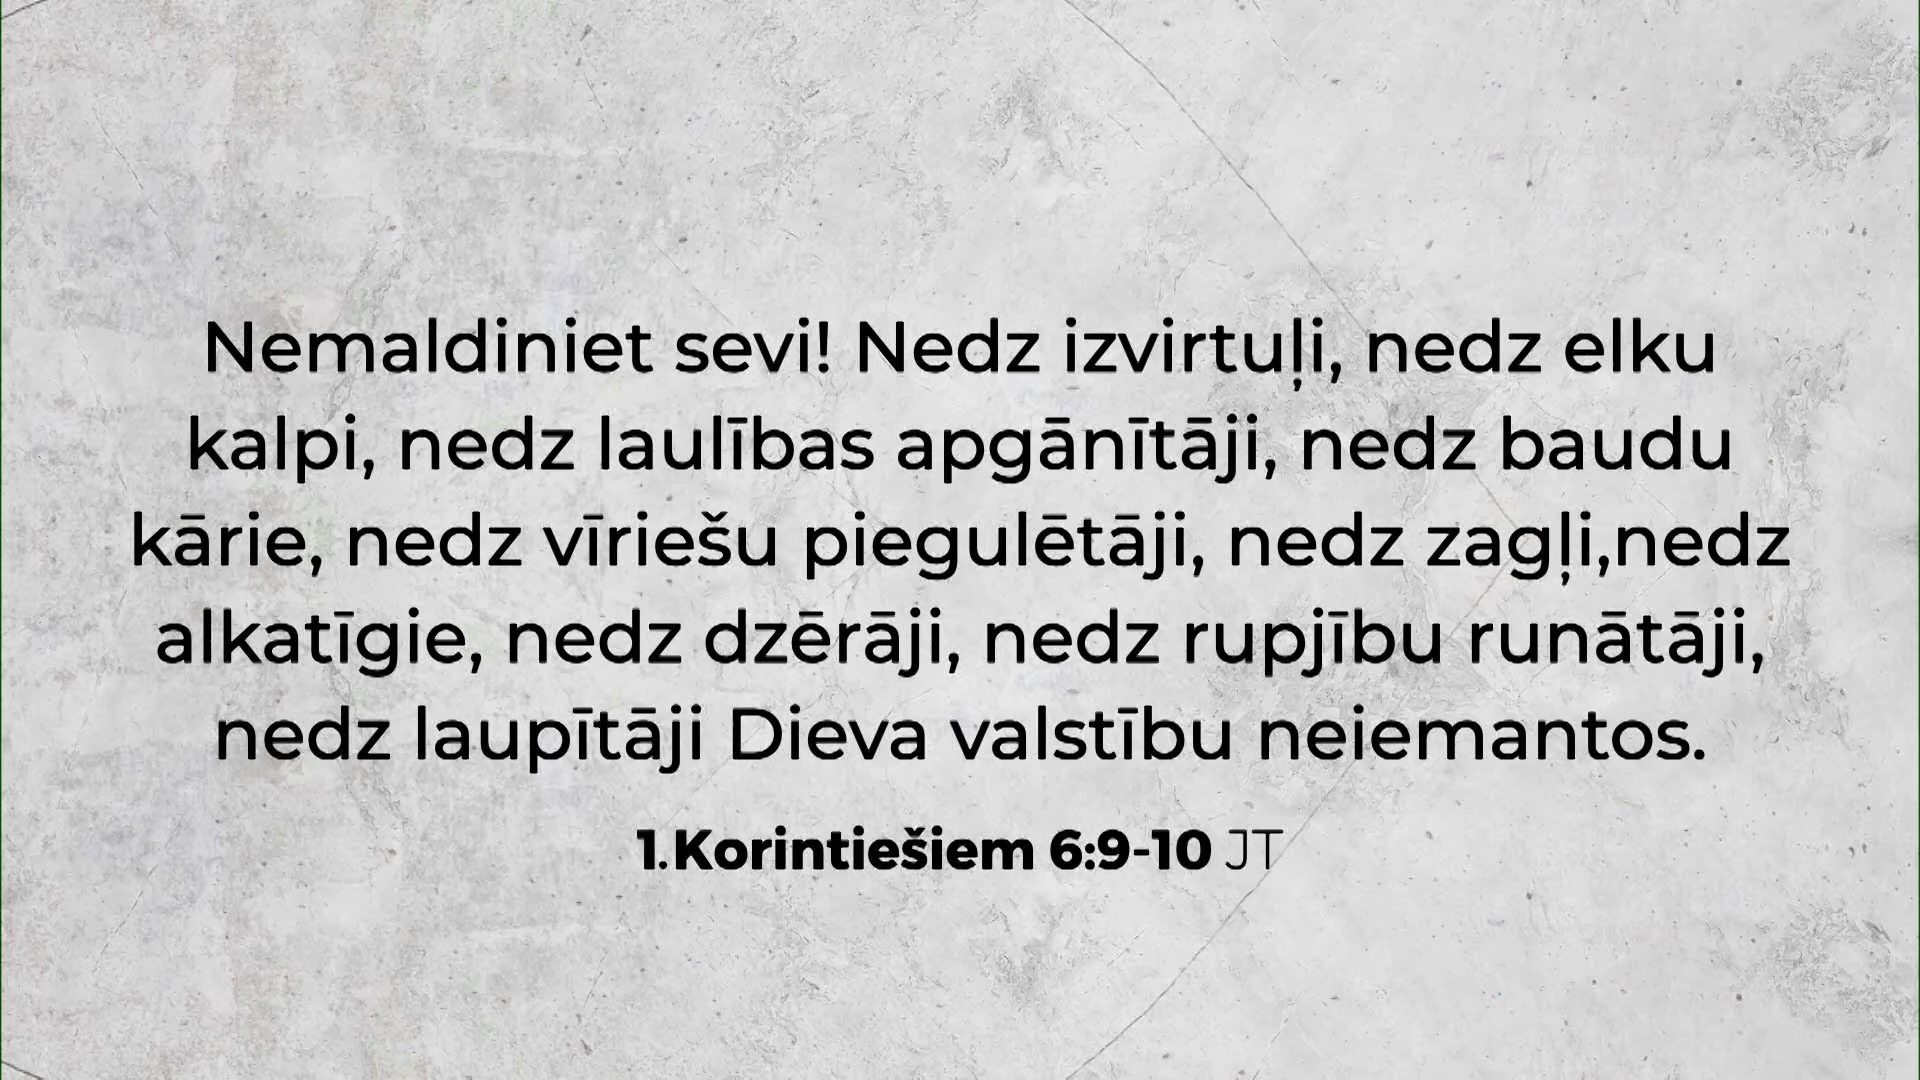 Nemaldiniet sevi! Nedz izvirtuļi, nedz elku
kalpi, nedz laulības apgānītāji, nedz baudu
kārie, nedz vīriešu piegulētāji, nedz zagļi,nedz
alkatīgie, nedz dzērāji, nedz rupjību runātāji,
nedz laupītāji Dieva valstību neiemantos.
1.Korintiešiem 6:9-10 JT